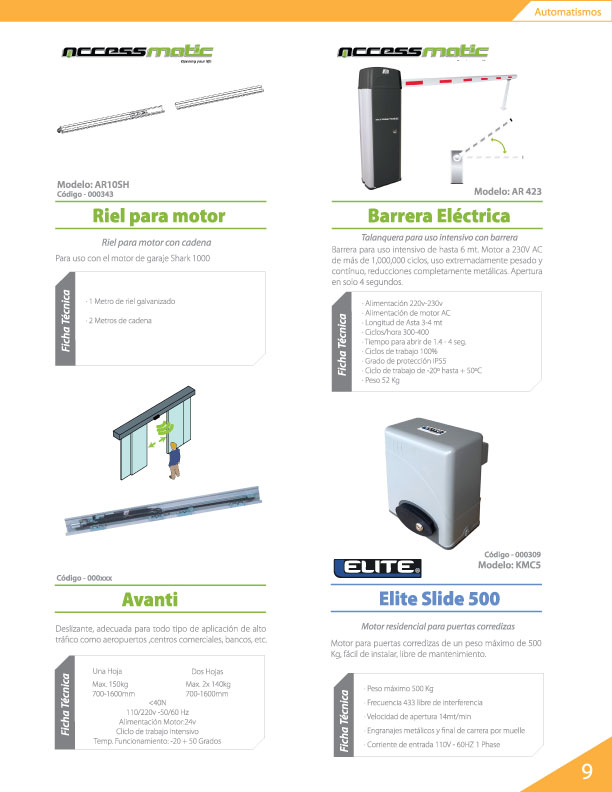 Automatismos
accessmatic
Opening your life
Modelo: AR10SH
Código - 000343
Riel para motor
Riel para motor con cadena
Para uso con el motor de garaje Shark 1000
Ficha Técnica
· 1 Metro de riel galvanizado
· 2 Metros de cadena
accessmatic
Modelo: AR 423
Barrera Eléctrica
Talanquera para uso intensivo con barrera
Barrera para uso intensivo de hasta 6 mt. Motor a 230V AC
de más de 1,000,000 ciclos, uso extremadamente pesado y
contínuo, reducciones completamente metálicas. Apertura
en solo 4 segundos.
Ficha Técnica
· Alimentación 220v-230v
· Alimentación de motor AC
· Longitud de Asta 3-4 mt
· Ciclos/hora 300-400
· Tiempo para abrir de 1.4 - 4 seg.
· Ciclos de trabajo 100%
· Grado de protección IP55
· Ciclo de trabajo de -20º hasta + 50ºC
· Peso 52 Kg
Código - 000xxx
Avanti
Deslizante, adecuada para todo tipo de aplicación de alto
tráfico como aeropuertos ,centros comerciales, bancos, etc.
Ficha Técnica
Una Hoja Dos Hojas
Max. 150kg Max. 2x 140kg
700-1600mm 700-1600mm
<40N
110/220v -50/60 Hz
Alimentación Motor:24v
Cliclo de trabajo Intensivo
Temp. Funcionamiento: -20 + 50 Grados
Código - 000309
ELITE
Modelo: KMC5
Elite Slide 500
Motor residencial para puertas corredizas
Motor para puertas corredizas de un peso máximo de 500
Kg, fácil de instalar, libre de mantenimiento.
Ficha Técnica
· Peso máximo 500 Kg
· Frecuencia 433 libre de interferencia
· Velocidad de apertura 14mt/min
· Engranajes metálicos y final de carrera por muelle
· Corriente de entrada 110V - 60HZ 1 Phase
9